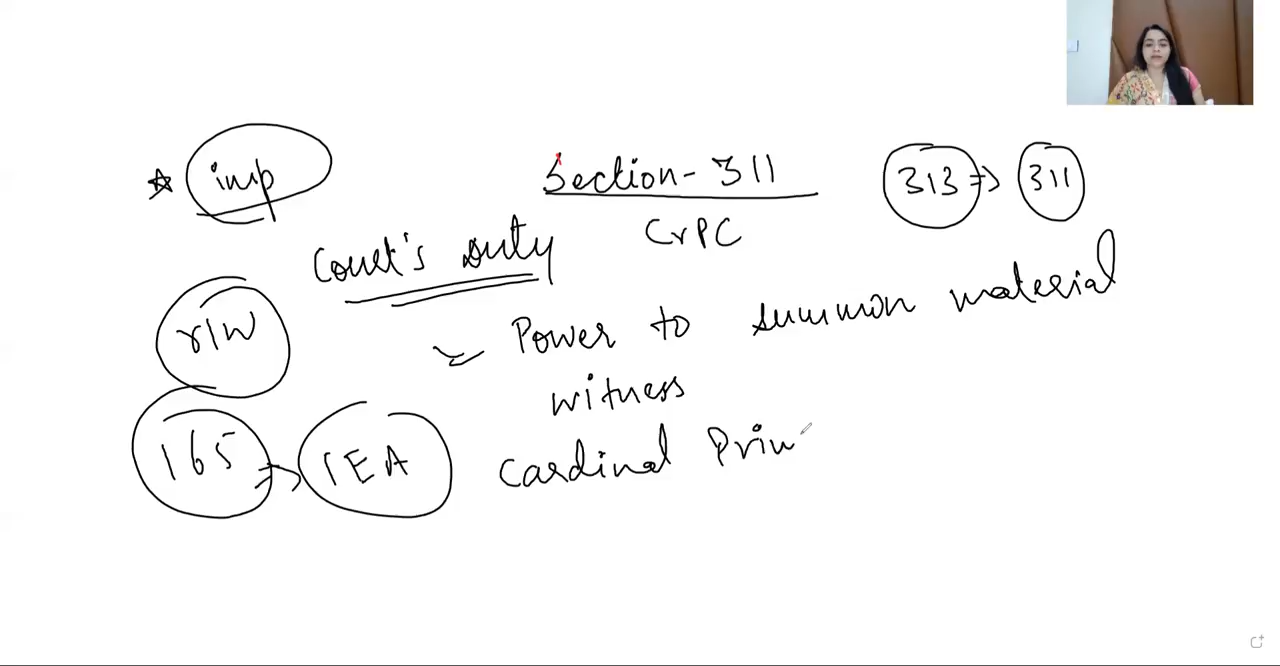 imp
Section- 311
313 => 311
CrPC
Court's duty
r/w
Power to summon material
witness
165 => IEA
Cardinal Prin